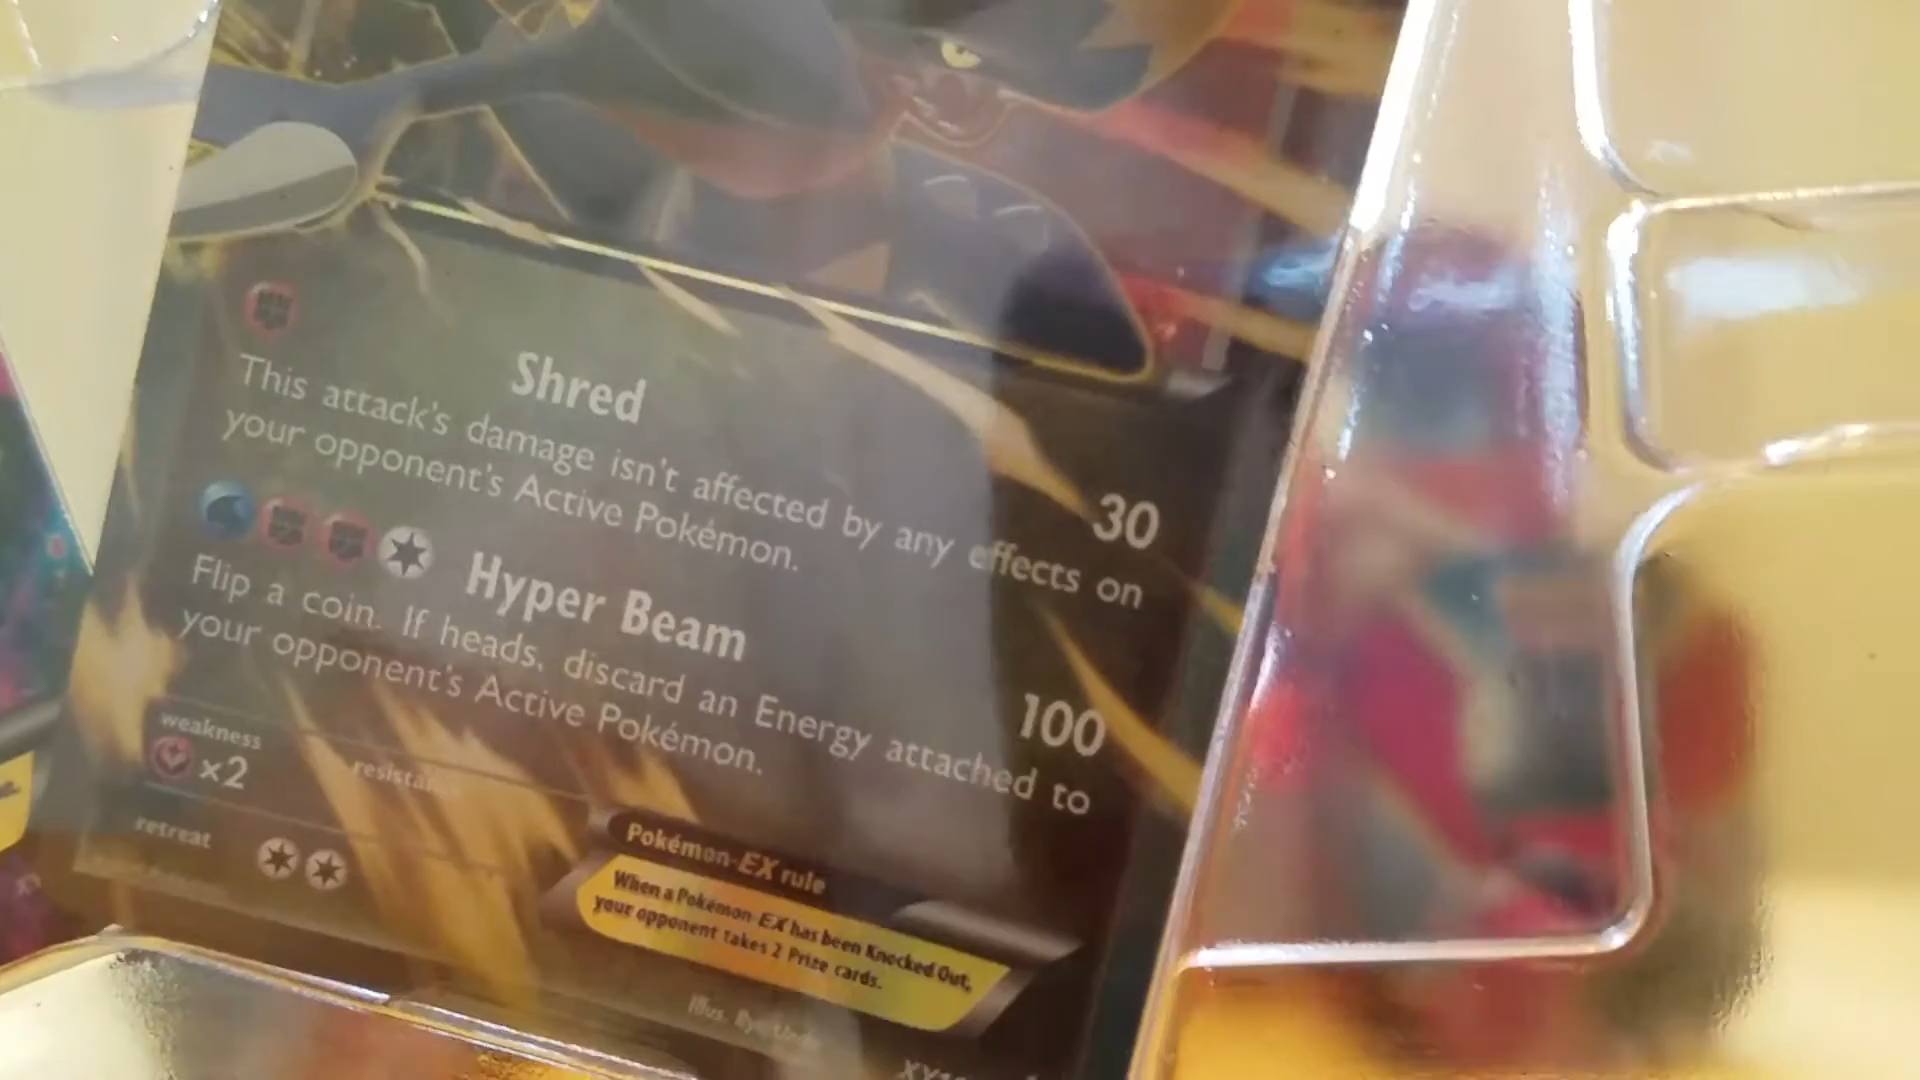 Shred 30
This attack's damage isn't affected by any effects on
your opponent's Active Pokémon.
Hyper Beam 100
Flip a coin. If heads, discard an Energy attached to
your opponent's Active Pokémon.
weakness
x2
retreat
Pokémon-EX rule
When a Pokémon-EX has been Knocked Out,
your opponent takes 2 Prize cards.
Illus.